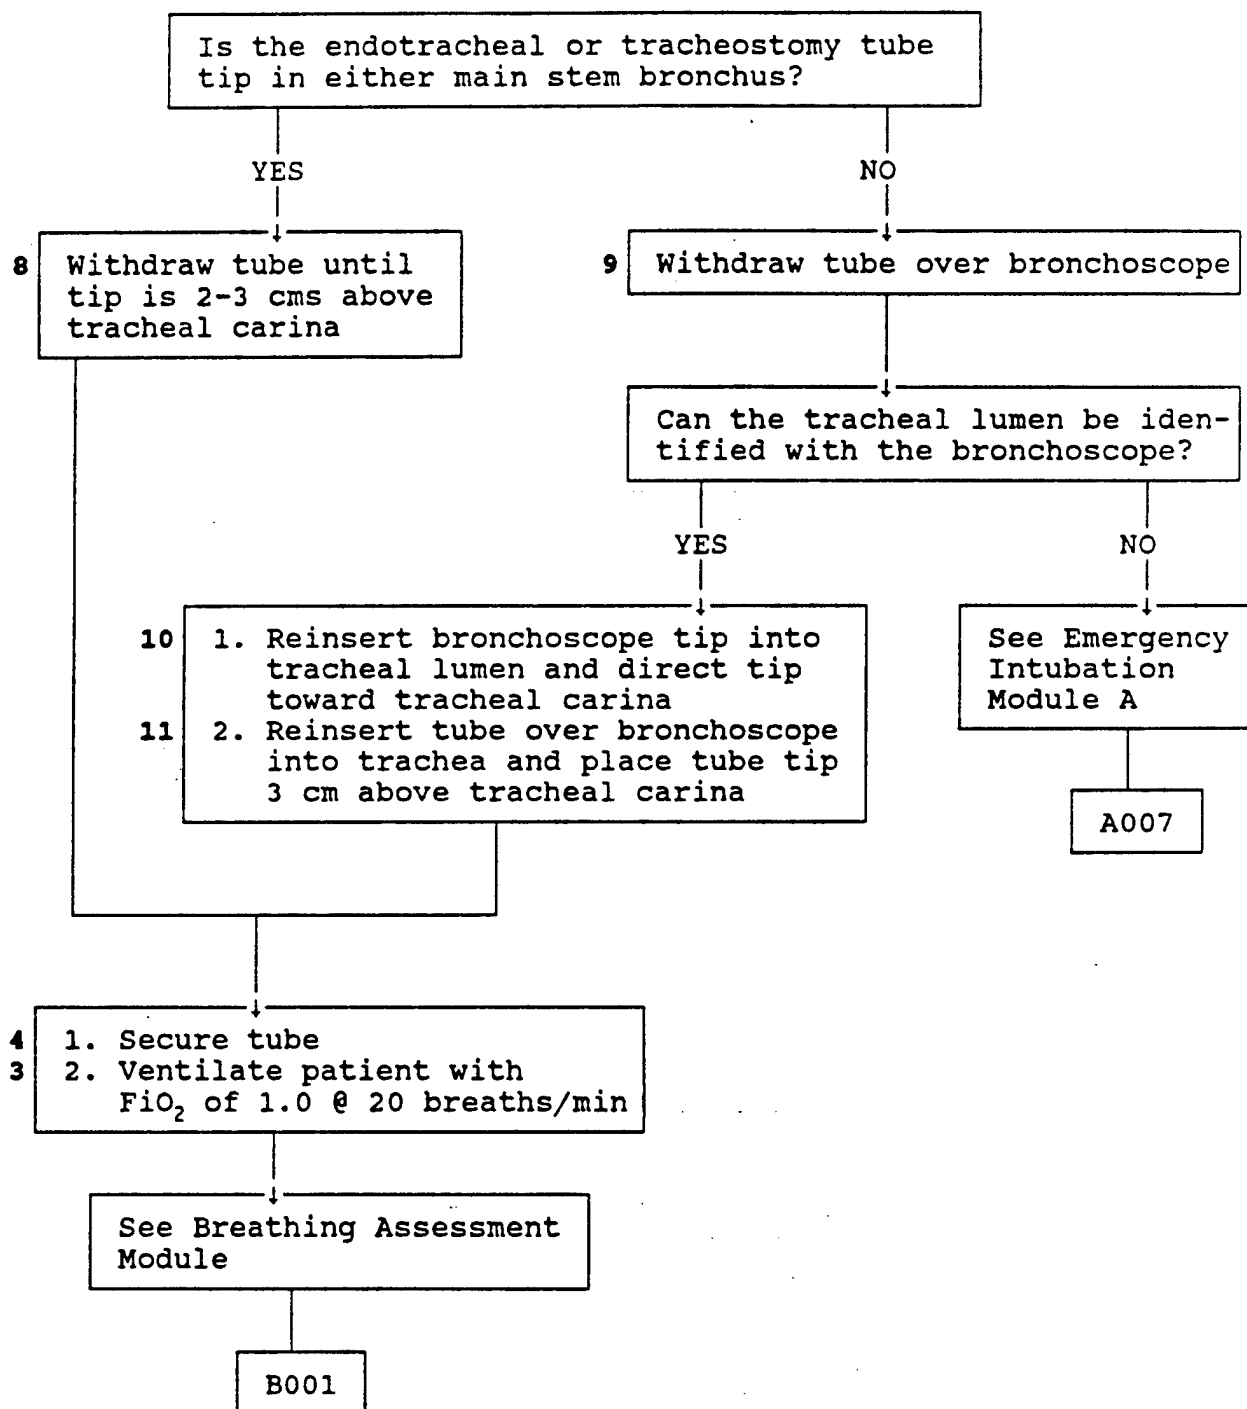 Is the endotracheal or tracheostomy tube
tip in either main stem bronchus?
YES
NO
8 Withdraw tube until
tip is 2-3 cms above
tracheal carina
9 Withdraw tube over bronchoscope
Can the tracheal lumen be iden-
tified with the bronchoscope?
YES
NO
10 1. Reinsert bronchoscope tip into
tracheal lumen and direct tip
toward tracheal carina
11 2. Reinsert tube over bronchoscope
into trachea and place tube tip
3 cm above tracheal carina
See Emergency
Intubation
Module A
A007
4 1. Secure tube
3 2. Ventilate patient with
FiO₂ of 1.0 @ 20 breaths/min
See Breathing Assessment
Module
B001